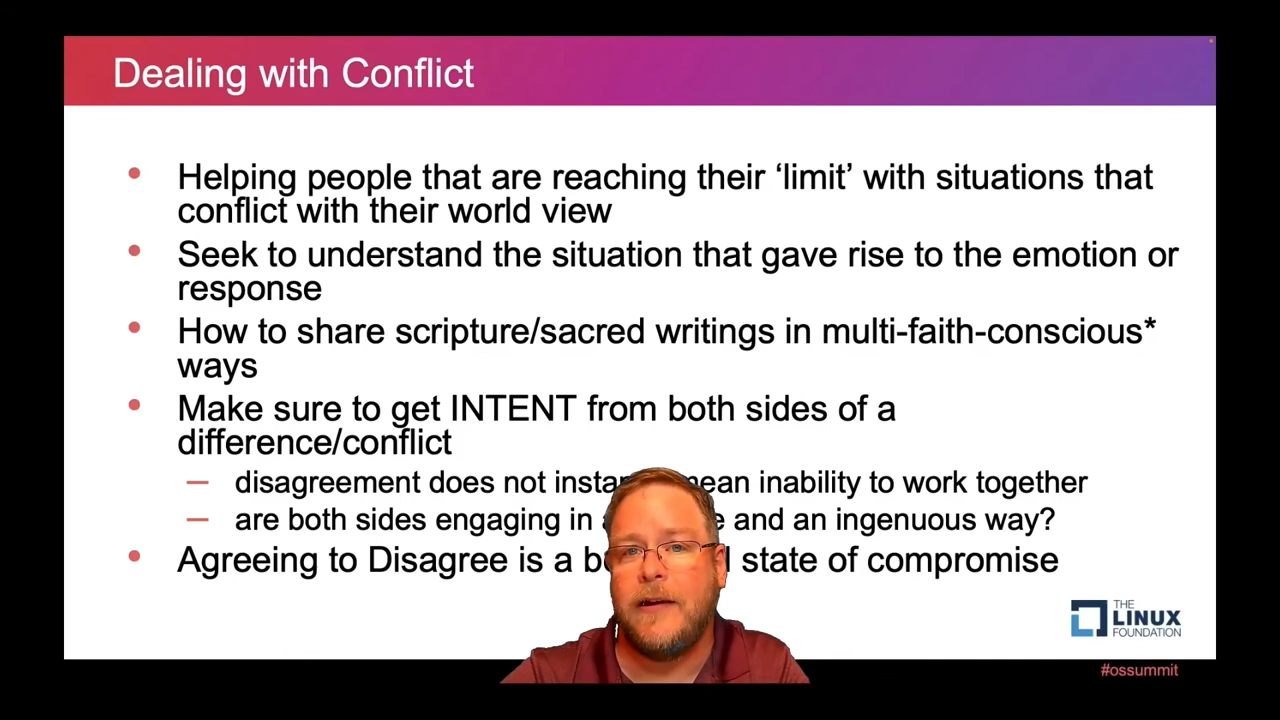 Dealing with Conflict
• Helping people that are reaching their ‘limit’ with situations that
conflict with their world view
• Seek to understand the situation that gave rise to the emotion or
response
• How to share scripture/sacred writings in multi-faith-conscious*
ways
• Make sure to get INTENT from both sides of a
difference/conflict
– disagreement does not mean inability to work together
– are both sides engaging in and an ingenuous way?
• Agreeing to Disagree is a state of compromise
THE
LINUX
FOUNDATION
#ossummit